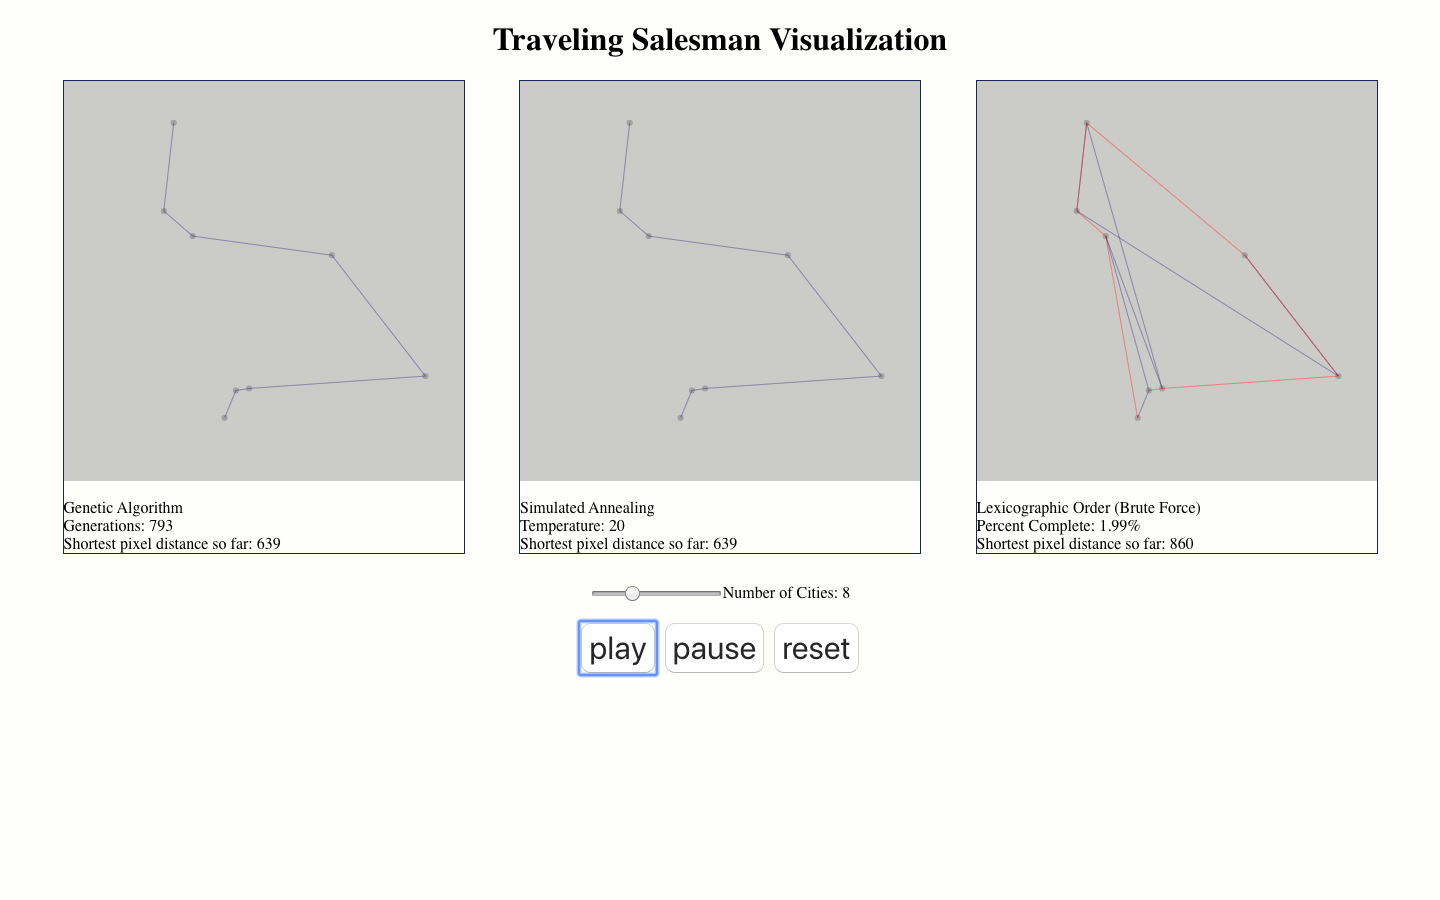 Traveling Salesman Visualization
Genetic Algorithm
Generations: 793
Shortest pixel distance so far: 639
Simulated Annealing
Temperature: 20
Shortest pixel distance so far: 639
Lexicographic Order (Brute Force)
Percent Complete: 1.99%
Shortest pixel distance so far: 860
Number of Cities: 8
play pause reset